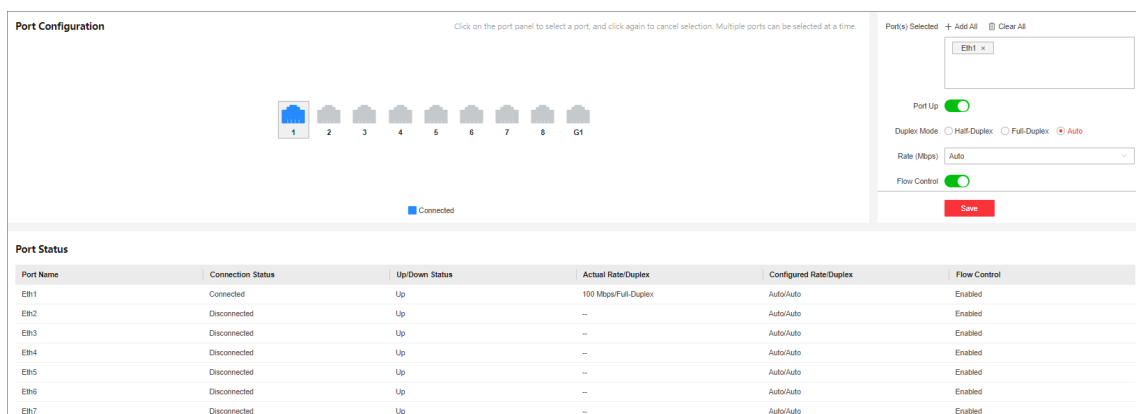 Port Configuration
Click on the port panel to select a port, and click again to cancel selection. Multiple ports can be selected at a time.
1 2 3 4 5 6 7 8 G1
Connected
Port(s) Selected + Add All Clear All
Eth1 ×
Port Up
Duplex Mode Half-Duplex Full-Duplex Auto
Rate (Mbps) Auto
Flow Control
Save
Port Status
Port Name Connection Status Up/Down Status Actual Rate/Duplex Configured Rate/Duplex Flow Control
Eth1 Connected Up 100 Mbps/Full-Duplex Auto/Auto Enabled
Eth2 Disconnected Up -- Auto/Auto Enabled
Eth3 Disconnected Up -- Auto/Auto Enabled
Eth4 Disconnected Up -- Auto/Auto Enabled
Eth5 Disconnected Up -- Auto/Auto Enabled
Eth6 Disconnected Up -- Auto/Auto Enabled
Eth7 Disconnected Up -- Auto/Auto Enabled